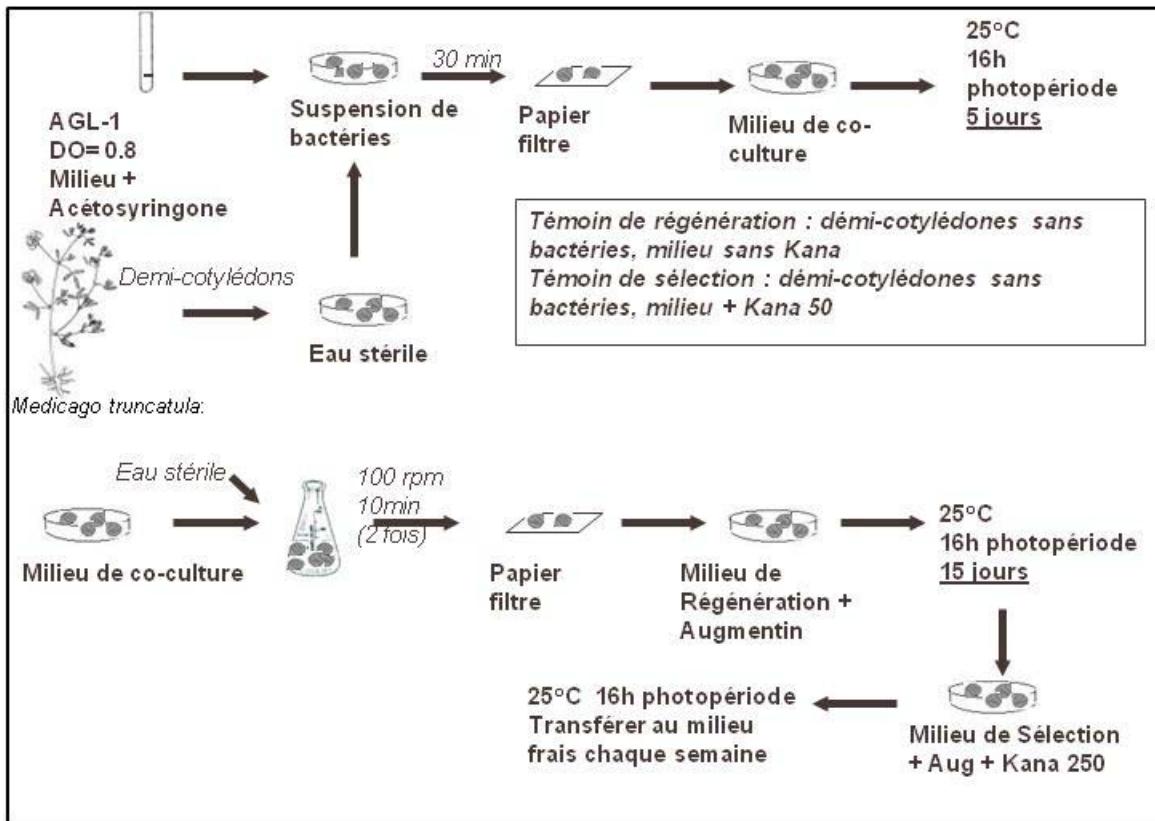 AGL-1
DO= 0.8
Milieu +
Acétosyringone
Suspension de
bactéries
30 min
Papier
filtre
Milieu de co-
culture
25°C
16h
photopériode
5 jours
Demi-cotylédons
Eau stérile
Témoin de régénération : démi-cotylédones sans
bactéries, milieu sans Kana
Témoin de sélection : démi-cotylédones sans
bactéries, milieu + Kana 50
Medicago truncatula:
Eau stérile
Milieu de co-culture
100 rpm
10min
(2 fois)
Papier
filtre
Milieu de
Régénération +
Augmentin
25°C
16h photopériode
15 jours
Milieu de Sélection
+ Aug + Kana 250
25°C 16h photopériode
Transférer au milieu
frais chaque semaine